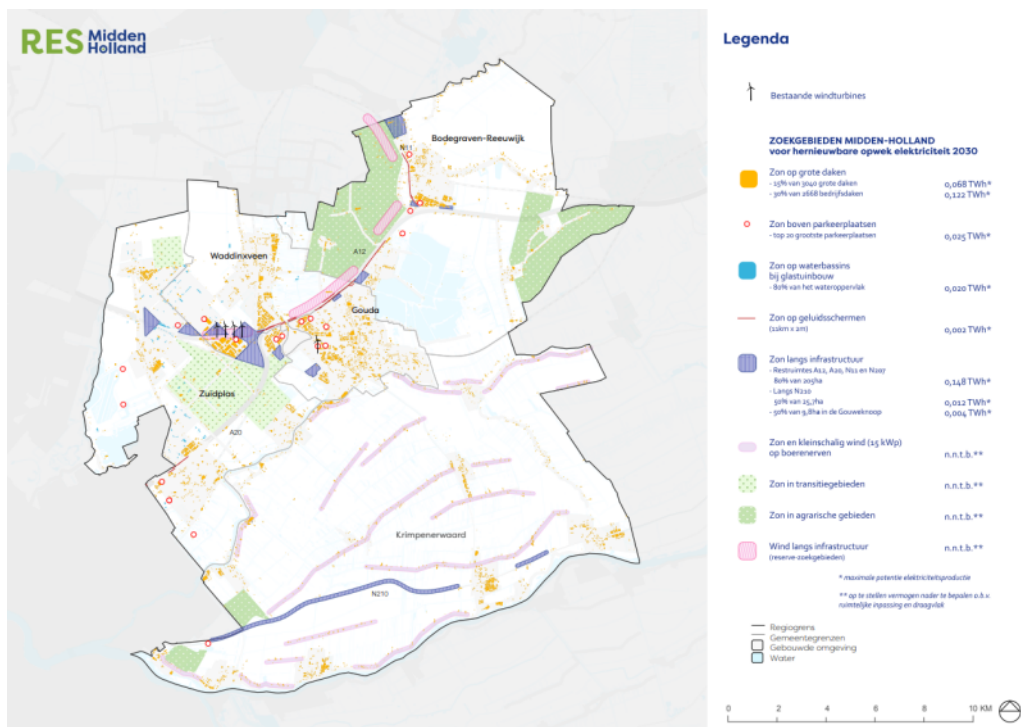 RES Midden
Holland
Bodegraven-Reeuwijk
N11
A12
Waddinxveen
Gouda
Zuidplas
A20
Krimpenerwaard
N210
Legenda
Bestaande windturbines
ZOEKGEBIEDEN MIDDEN-HOLLAND
voor hernieuwbare opwek elektriciteit 2030
Zon op grote daken
- 15% van 3040 grote daken 0,068 TWh*
- 30% van 2668 bedrijfsdaken 0,122 TWh*
Zon boven parkeerplaatsen
- top 20 grootste parkeerplaatsen 0,025 TWh*
Zon op waterbassins
bij glastuinbouw
- 80% van het wateroppervlak 0,020 TWh*
Zon op geluidsschermen
(11km x 2m) 0,002 TWh*
Zon langs infrastructuur
- Restruimtes A12, A20, N11 en N207
80% van 205ha 0,148 TWh*
- Langs N210
50% van 25,7ha 0,012 TWh*
- 50% van 9,8ha in de Gouweknoop 0,004 TWh*
Zon en kleinschalig wind (15 kWp)
op boerenerven n.n.t.b.**
Zon in transitiegebieden n.n.t.b.**
Zon in agrarische gebieden n.n.t.b.**
Wind langs infrastructuur n.n.t.b.**
(reserve-zoekgebieden)
* maximale potentie elektriciteitsproductie
** op te stellen vermogen nader te bepalen o.b.v.
ruimtelijke inpassing en draagvlak
Regiogrens
Gemeentegrenzen
Gebouwde omgeving
Water
0 2 4 6 8 10 KM